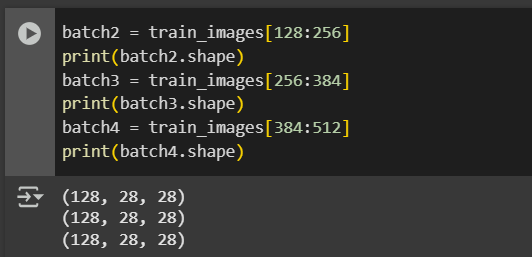 batch2 = train_images[128:256]
print(batch2.shape)
batch3 = train_images[256:384]
print(batch3.shape)
batch4 = train_images[384:512]
print(batch4.shape)
(128, 28, 28)
(128, 28, 28)
(128, 28, 28)